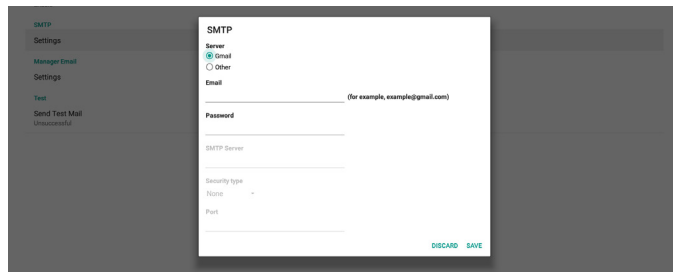 SMTP
Settings
Manager Email
Settings
Test
Send Test Mail
Unsuccessful
SMTP
Server
Gmail
Other
Email
(for example, example@gmail.com)
Password
SMTP Server
Security type
None
Port
DISCARD SAVE